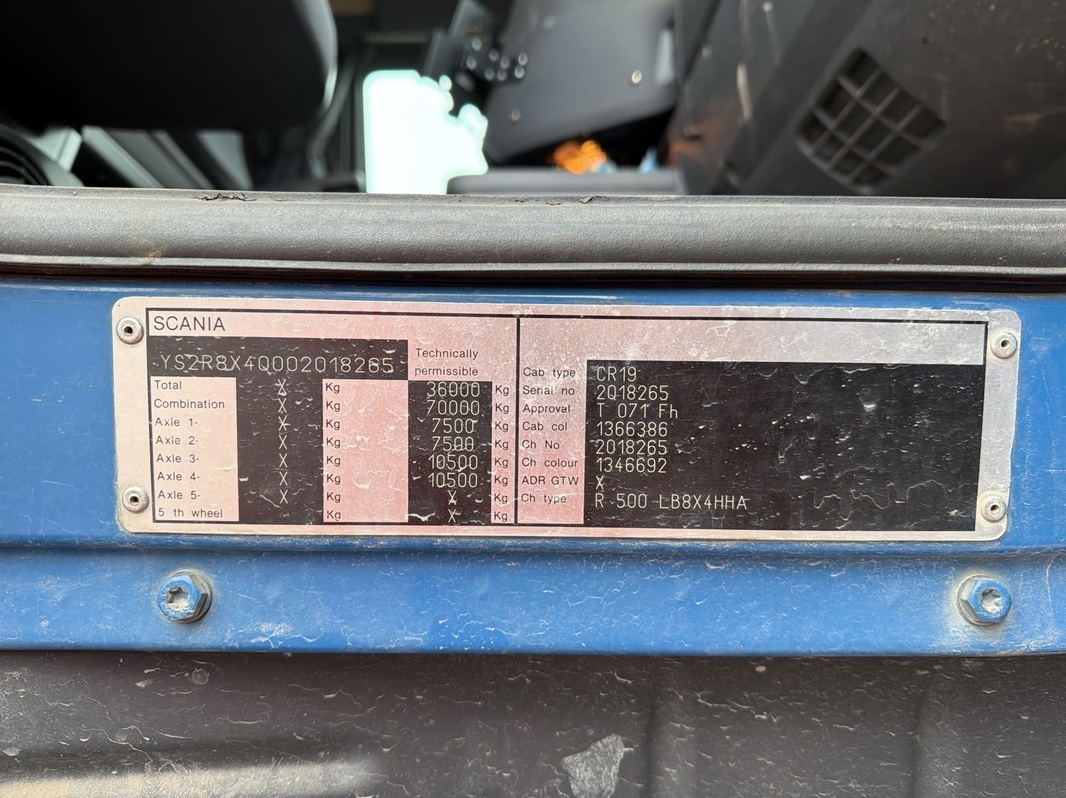 SCANIA
YS2R8X4Q002018265
Technically
permissible
Total X Kg 36000 Kg
Combination X Kg 70000 Kg
Axle 1- X Kg 7500 Kg
Axle 2- X Kg 7500 Kg
Axle 3- X Kg 10500 Kg
Axle 4- X Kg 10500 Kg
Axle 5- X Kg X Kg
5 th wheel Kg X Kg
Cab type CR19
Serial no 2018265
Approval T 071 Fh
Cab col 1366386
Ch No 2018265
Ch colour 1346692
ADR GTW X
Ch type R 500 LB8X4HHA